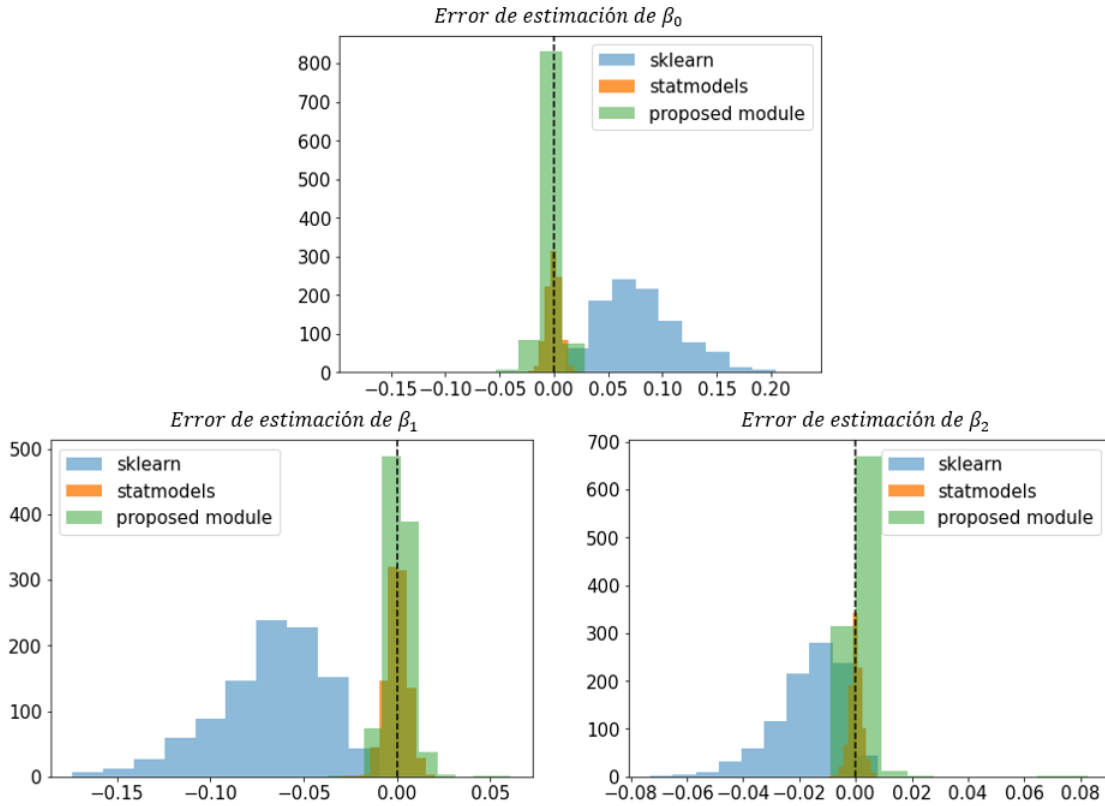 Error de estimación de β₀
800
700
600
500
400
300
200
100
0
−0.15 −0.10 −0.05 0.00 0.05 0.10 0.15 0.20
sklearn
statmodels
proposed module
Error de estimación de β₁
500
400
300
200
100
0
−0.15 −0.10 −0.05 0.00 0.05
sklearn
statmodels
proposed module
Error de estimación de β₂
700
600
500
400
300
200
100
0
−0.08 −0.06 −0.04 −0.02 0.00 0.02 0.04 0.06 0.08
sklearn
statmodels
proposed module